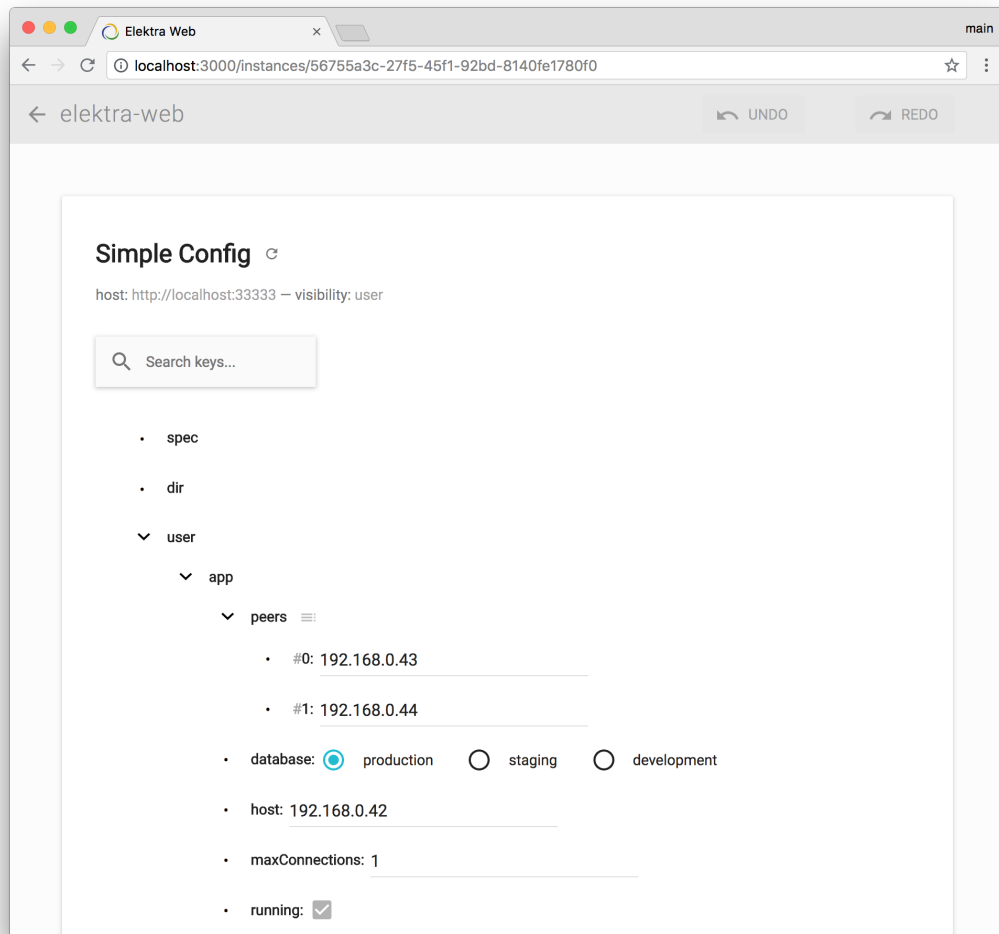 Elektra Web
main
localhost:3000/instances/56755a3c-27f5-45f1-92bd-8140fe1780f0
elektra-web UNDO REDO
Simple Config
host: http://localhost:33333 — visibility: user
Search keys...
spec
dir
user
app
peers
#0: 192.168.0.43
#1: 192.168.0.44
database: production staging development
host: 192.168.0.42
maxConnections: 1
running: